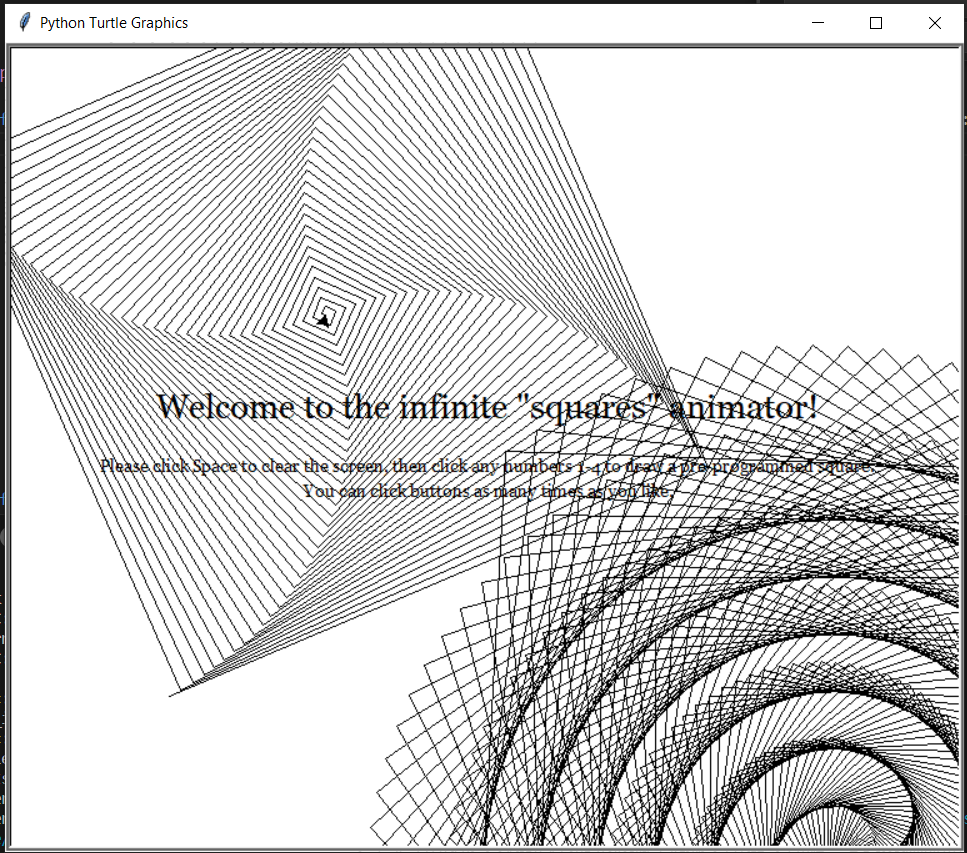 Python Turtle Graphics
Welcome to the infinite "squares" animator!
Please click Space to clear the screen, then click any numbers 1-4 to draw a pre-programmed square.
You can click buttons as many times as you like.